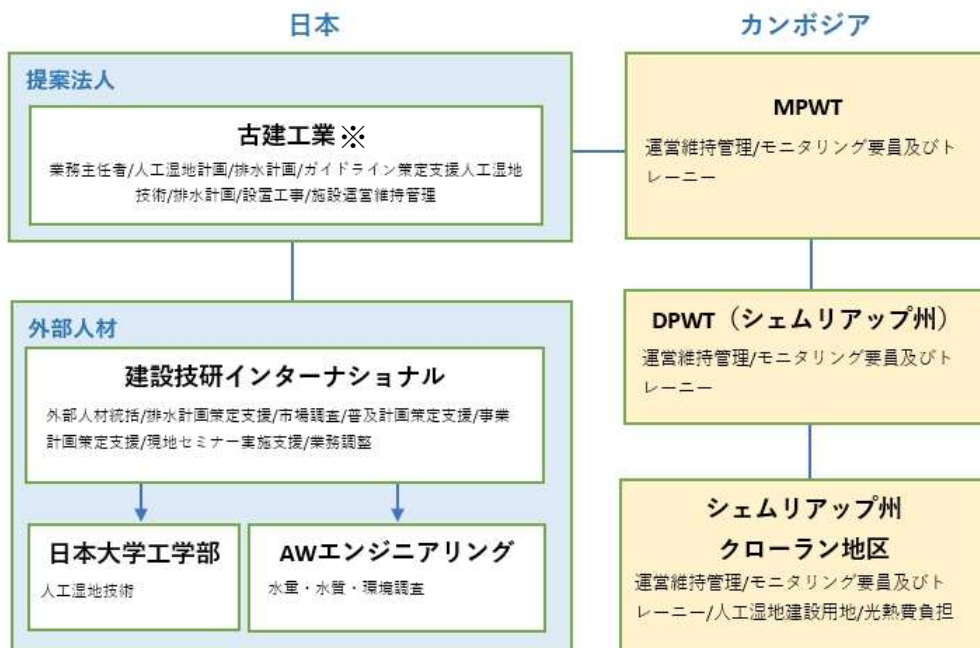 日本
提案法人
古建工業※
業務主任者/人工湿地計画/排水計画/ガイドライン策定支援人工湿地
技術/排水計画/設置工事/施設運営維持管理
外部人材
建設技研インターナショナル
外部人材統括/排水計画策定支援/市場調査/普及計画策定支援/事業
計画策定支援/現地セミナー実施支援/業務調整
日本大学工学部
人工湿地技術
AWエンジニアリング
水量・水質・環境調査
カンボジア
MPWT
運営維持管理/モニタリング要員及びト
レーニー
DPWT（シェムリアップ州）
運営維持管理/モニタリング要員及びト
レーニー
シェムリアップ州
クローラン地区
運営維持管理/モニタリング要員及びト
レーニー/人工湿地建設用地/光熱費負担